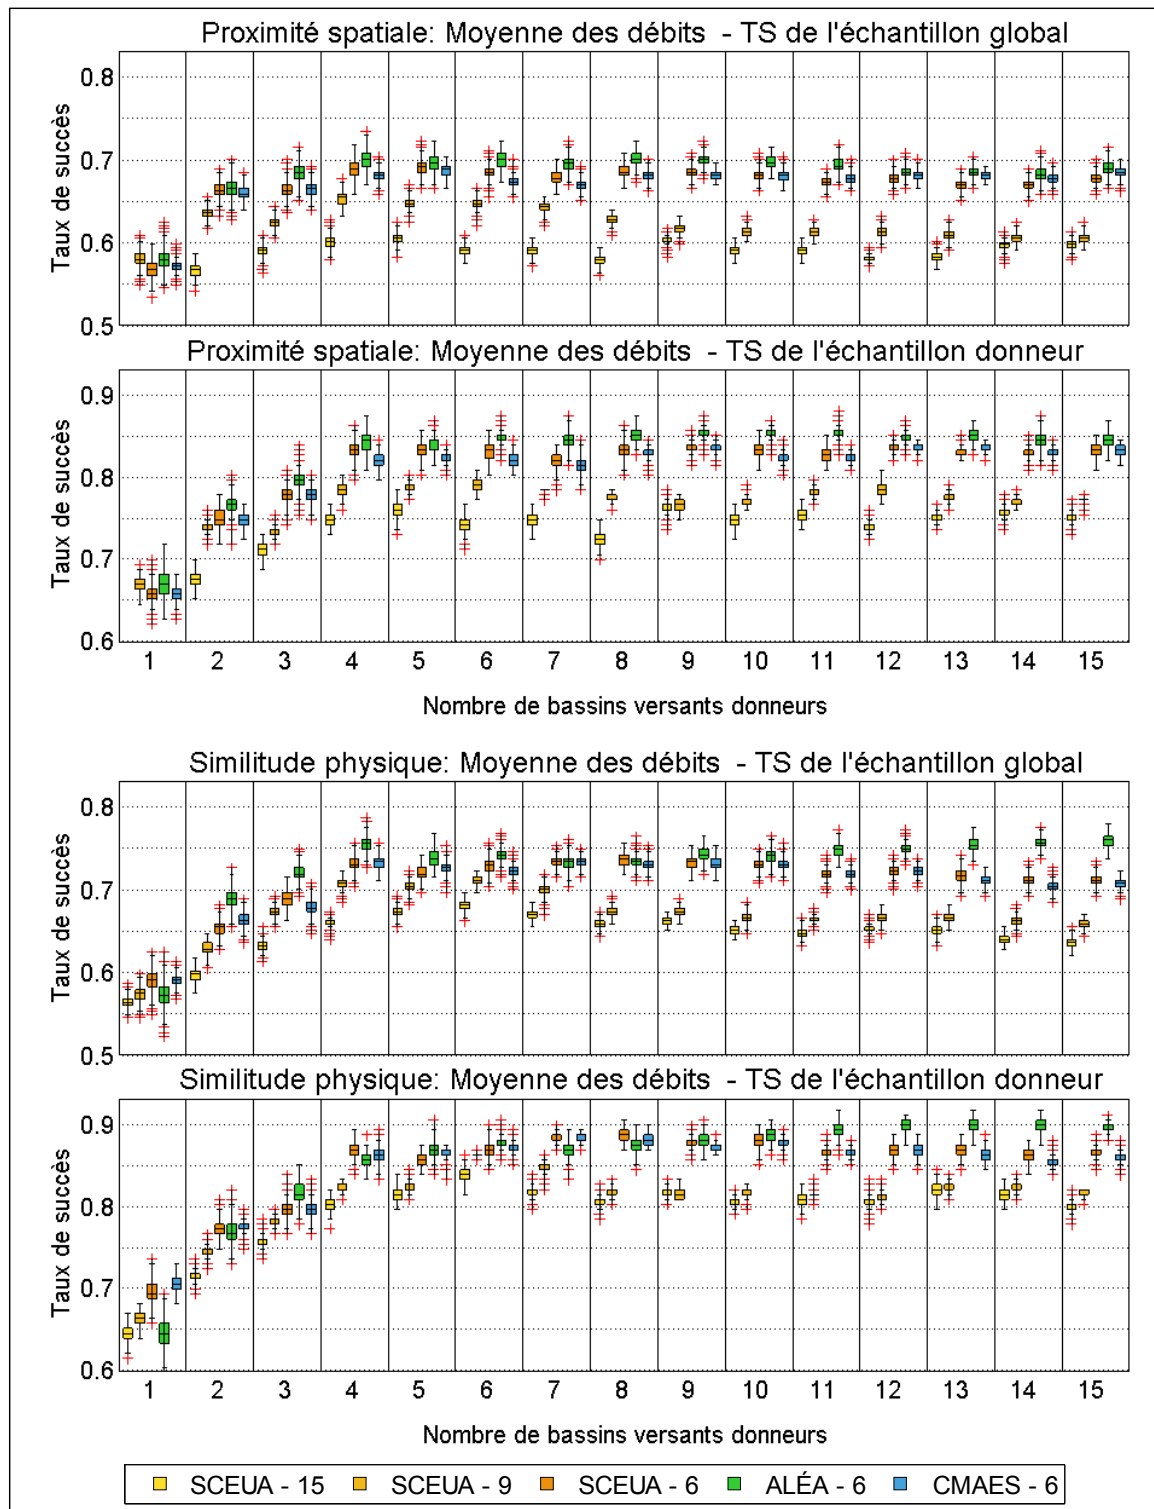 Proximité spatiale: Moyenne des débits - TS de l'échantillon global
Taux de succès
0.8
0.7
0.6
0.5
Proximité spatiale: Moyenne des débits - TS de l'échantillon donneur
Taux de succès
0.9
0.8
0.7
0.6
1 2 3 4 5 6 7 8 9 10 11 12 13 14 15
Nombre de bassins versants donneurs
Similitude physique: Moyenne des débits - TS de l'échantillon global
Taux de succès
0.8
0.7
0.6
0.5
Similitude physique: Moyenne des débits - TS de l'échantillon donneur
Taux de succès
0.9
0.8
0.7
0.6
1 2 3 4 5 6 7 8 9 10 11 12 13 14 15
Nombre de bassins versants donneurs
SCEUA - 15 SCEUA - 9 SCEUA - 6 ALÉA - 6 CMAES - 6